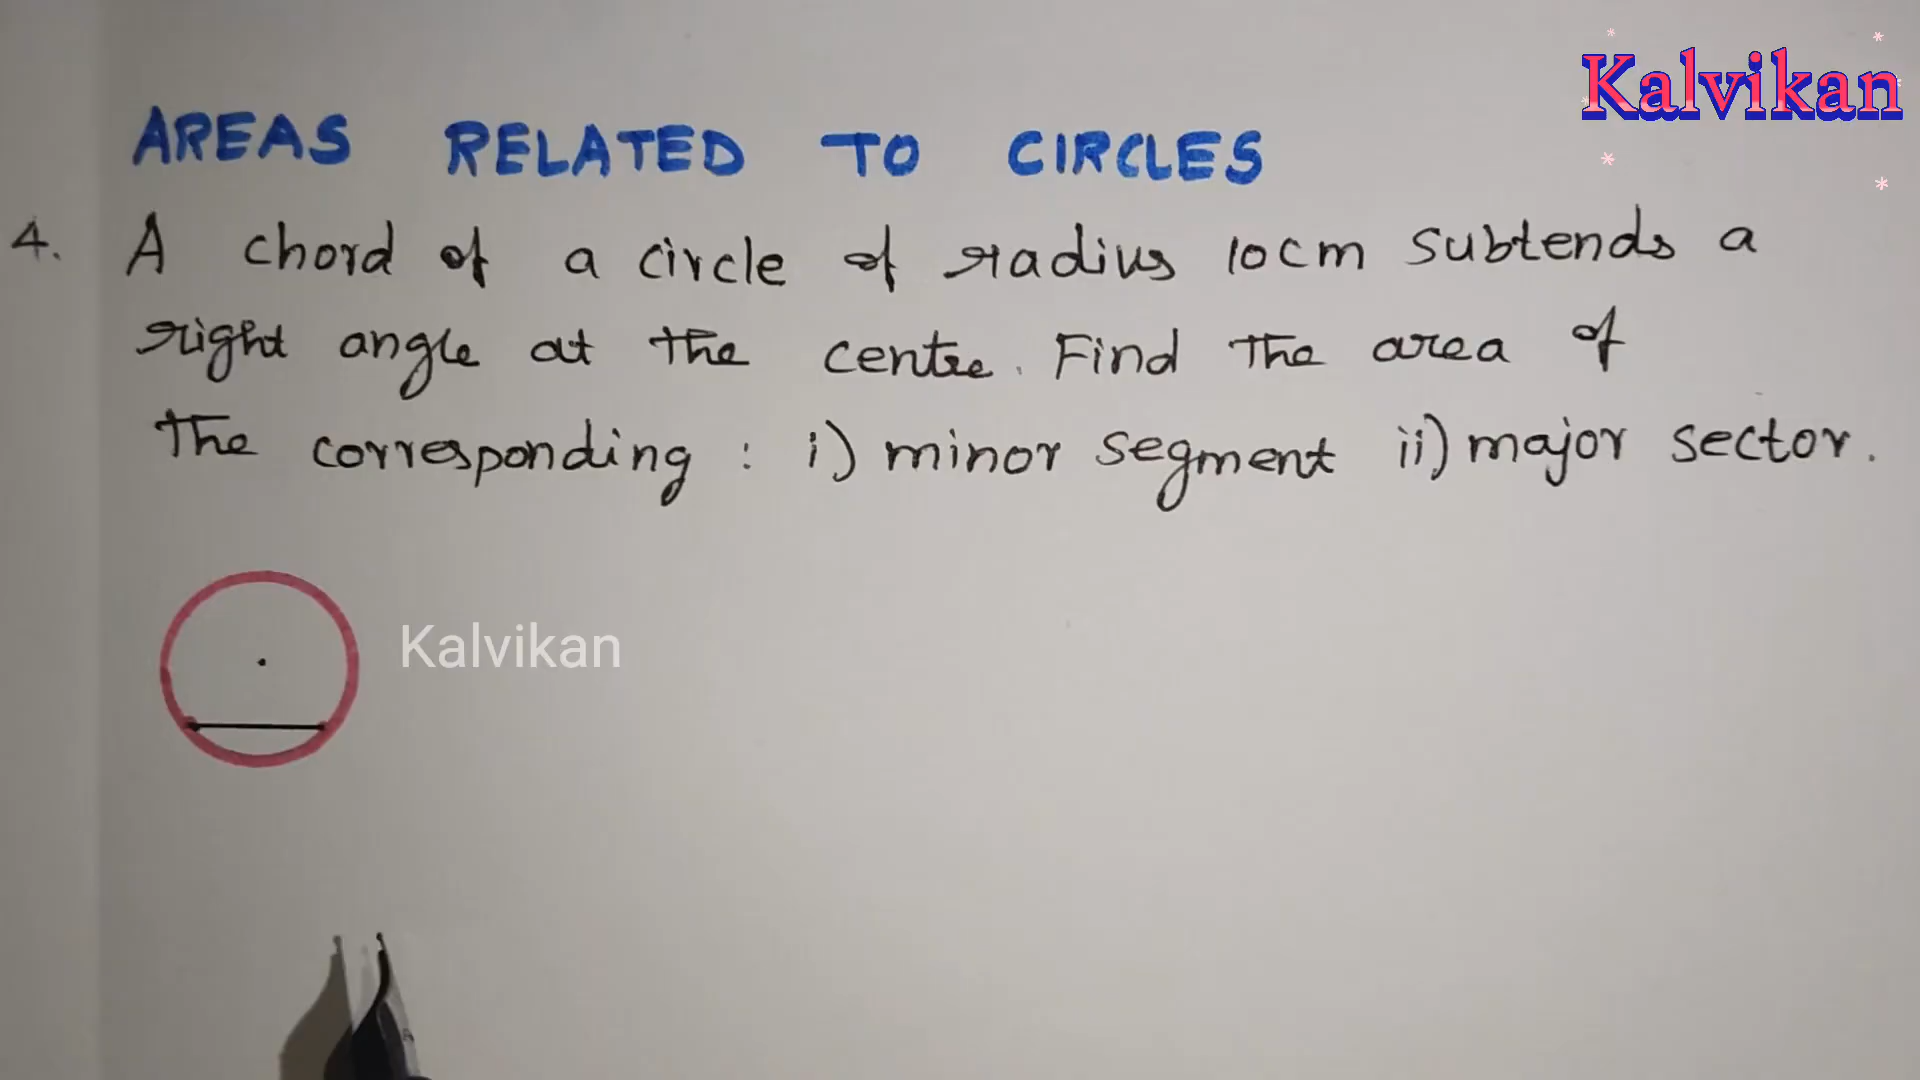 Kalvikan
AREAS RELATED TO CIRCLES
4. A chord of a circle of radius 10cm subtends a
right angle at the centre. Find the area of
the corresponding : i) minor segment ii) major sector.
Kalvikan